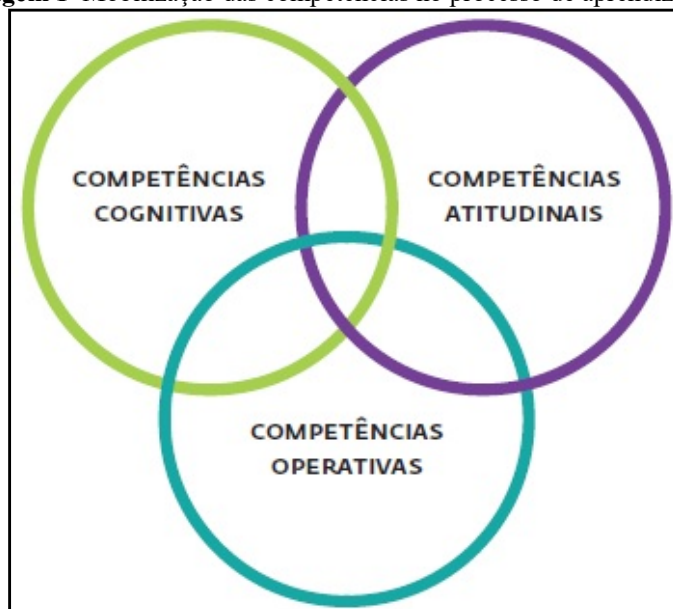 COMPETÊNCIAS
COGNITIVAS
COMPETÊNCIAS
ATITUDINAIS
COMPETÊNCIAS
OPERATIVAS